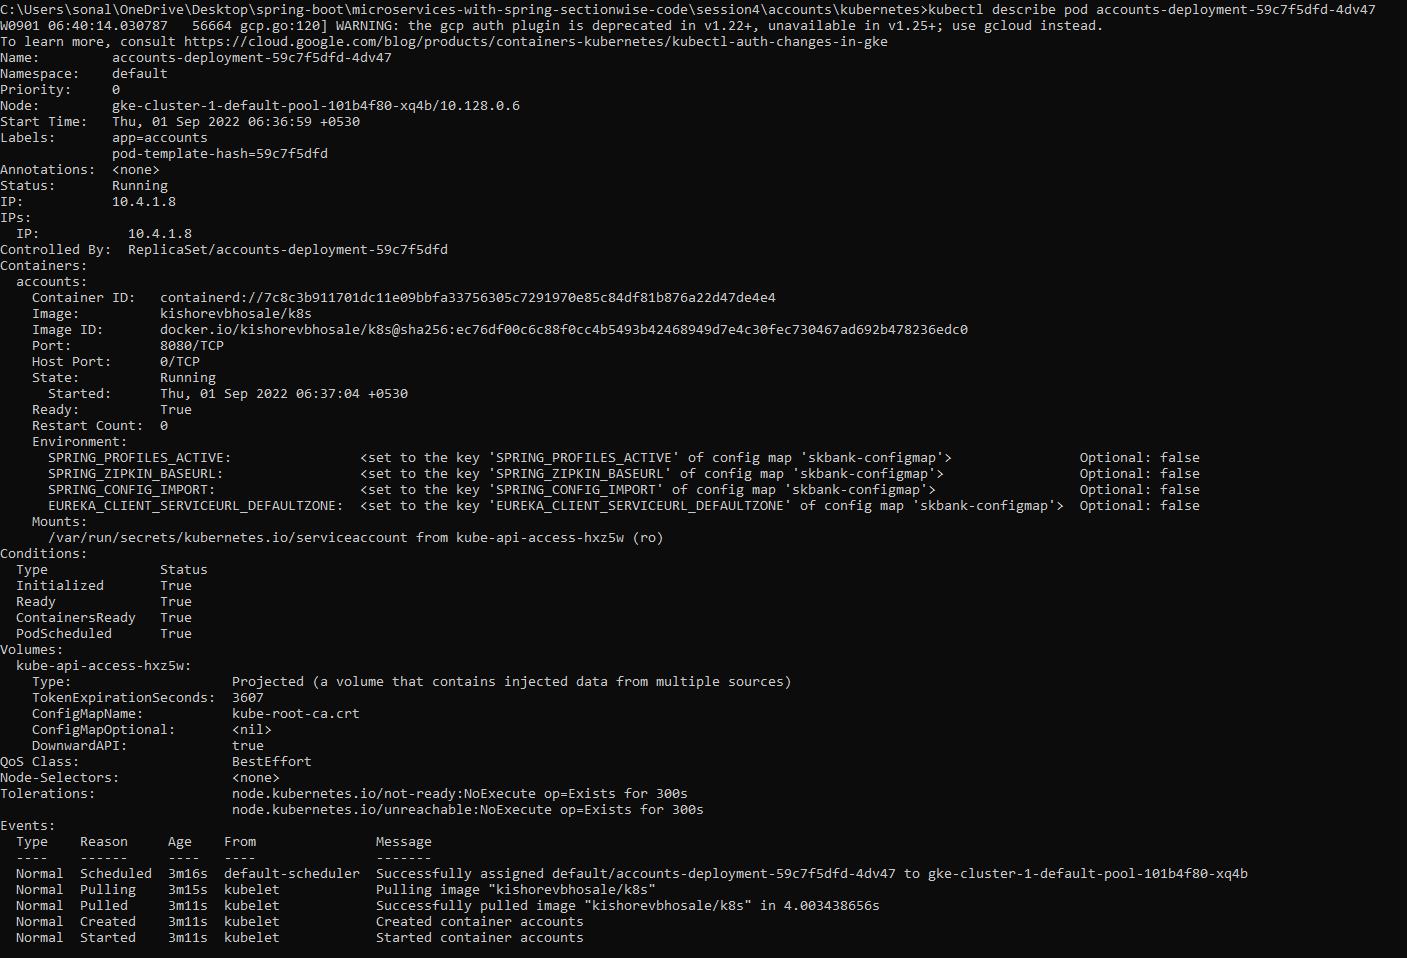 C:\Users\sonal\OneDrive\Desktop\spring-boot\microservices-with-spring-sectionwise-code\session4\accounts\kubernetes>kubectl describe pod accounts-deployment-59c7f5dfd-4dv47
W0901 06:40:14.030787   56664 gcp.go:120] WARNING: the gcp auth plugin is deprecated in v1.22+, unavailable in v1.25+; use gcloud instead.
To learn more, consult https://cloud.google.com/blog/products/containers-kubernetes/kubectl-auth-changes-in-gke
Name:         accounts-deployment-59c7f5dfd-4dv47
Namespace:    default
Priority:     0
Node:         gke-cluster-1-default-pool-101b4f80-xq4b/10.128.0.6
Start Time:   Thu, 01 Sep 2022 06:36:59 +0530
Labels:       app=accounts
              pod-template-hash=59c7f5dfd
Annotations:  <none>
Status:       Running
IP:           10.4.1.8
IPs:
  IP:           10.4.1.8
Controlled By:  ReplicaSet/accounts-deployment-59c7f5dfd
Containers:
  accounts:
    Container ID:   containerd://7c8c3b911701dc11e09bbfa33756305c7291970e85c84df81b876a22d47de4e4
    Image:          kishorevbhosale/k8s
    Image ID:       docker.io/kishorevbhosale/k8s@sha256:ec76df00c6c88f0cc4b5493b42468949d7e4c30fec730467ad692b478236edc0
    Port:           8080/TCP
    Host Port:      0/TCP
    State:          Running
      Started:      Thu, 01 Sep 2022 06:37:04 +0530
    Ready:          True
    Restart Count:  0
    Environment:
      SPRING_PROFILES_ACTIVE:                <set to the key 'SPRING_PROFILES_ACTIVE' of config map 'skbank-configmap'>                Optional: false
      SPRING_ZIPKIN_BASEURL:                 <set to the key 'SPRING_ZIPKIN_BASEURL' of config map 'skbank-configmap'>                 Optional: false
      SPRING_CONFIG_IMPORT:                  <set to the key 'SPRING_CONFIG_IMPORT' of config map 'skbank-configmap'>                  Optional: false
      EUREKA_CLIENT_SERVICEURL_DEFAULTZONE:  <set to the key 'EUREKA_CLIENT_SERVICEURL_DEFAULTZONE' of config map 'skbank-configmap'>  Optional: false
    Mounts:
      /var/run/secrets/kubernetes.io/serviceaccount from kube-api-access-hxz5w (ro)
Conditions:
  Type              Status
  Initialized       True
  Ready             True
  ContainersReady   True
  PodScheduled      True
Volumes:
  kube-api-access-hxz5w:
    Type:                    Projected (a volume that contains injected data from multiple sources)
    TokenExpirationSeconds:  3607
    ConfigMapName:           kube-root-ca.crt
    ConfigMapOptional:       <nil>
    DownwardAPI:             true
QoS Class:                   BestEffort
Node-Selectors:              <none>
Tolerations:                 node.kubernetes.io/not-ready:NoExecute op=Exists for 300s
                             node.kubernetes.io/unreachable:NoExecute op=Exists for 300s
Events:
  Type    Reason     Age    From               Message
  ----    ------     ----   ----               -------
  Normal  Scheduled  3m16s  default-scheduler  Successfully assigned default/accounts-deployment-59c7f5dfd-4dv47 to gke-cluster-1-default-pool-101b4f80-xq4b
  Normal  Pulling    3m15s  kubelet            Pulling image "kishorevbhosale/k8s"
  Normal  Pulled     3m11s  kubelet            Successfully pulled image "kishorevbhosale/k8s" in 4.003438656s
  Normal  Created    3m11s  kubelet            Created container accounts
  Normal  Started    3m11s  kubelet            Started container accounts